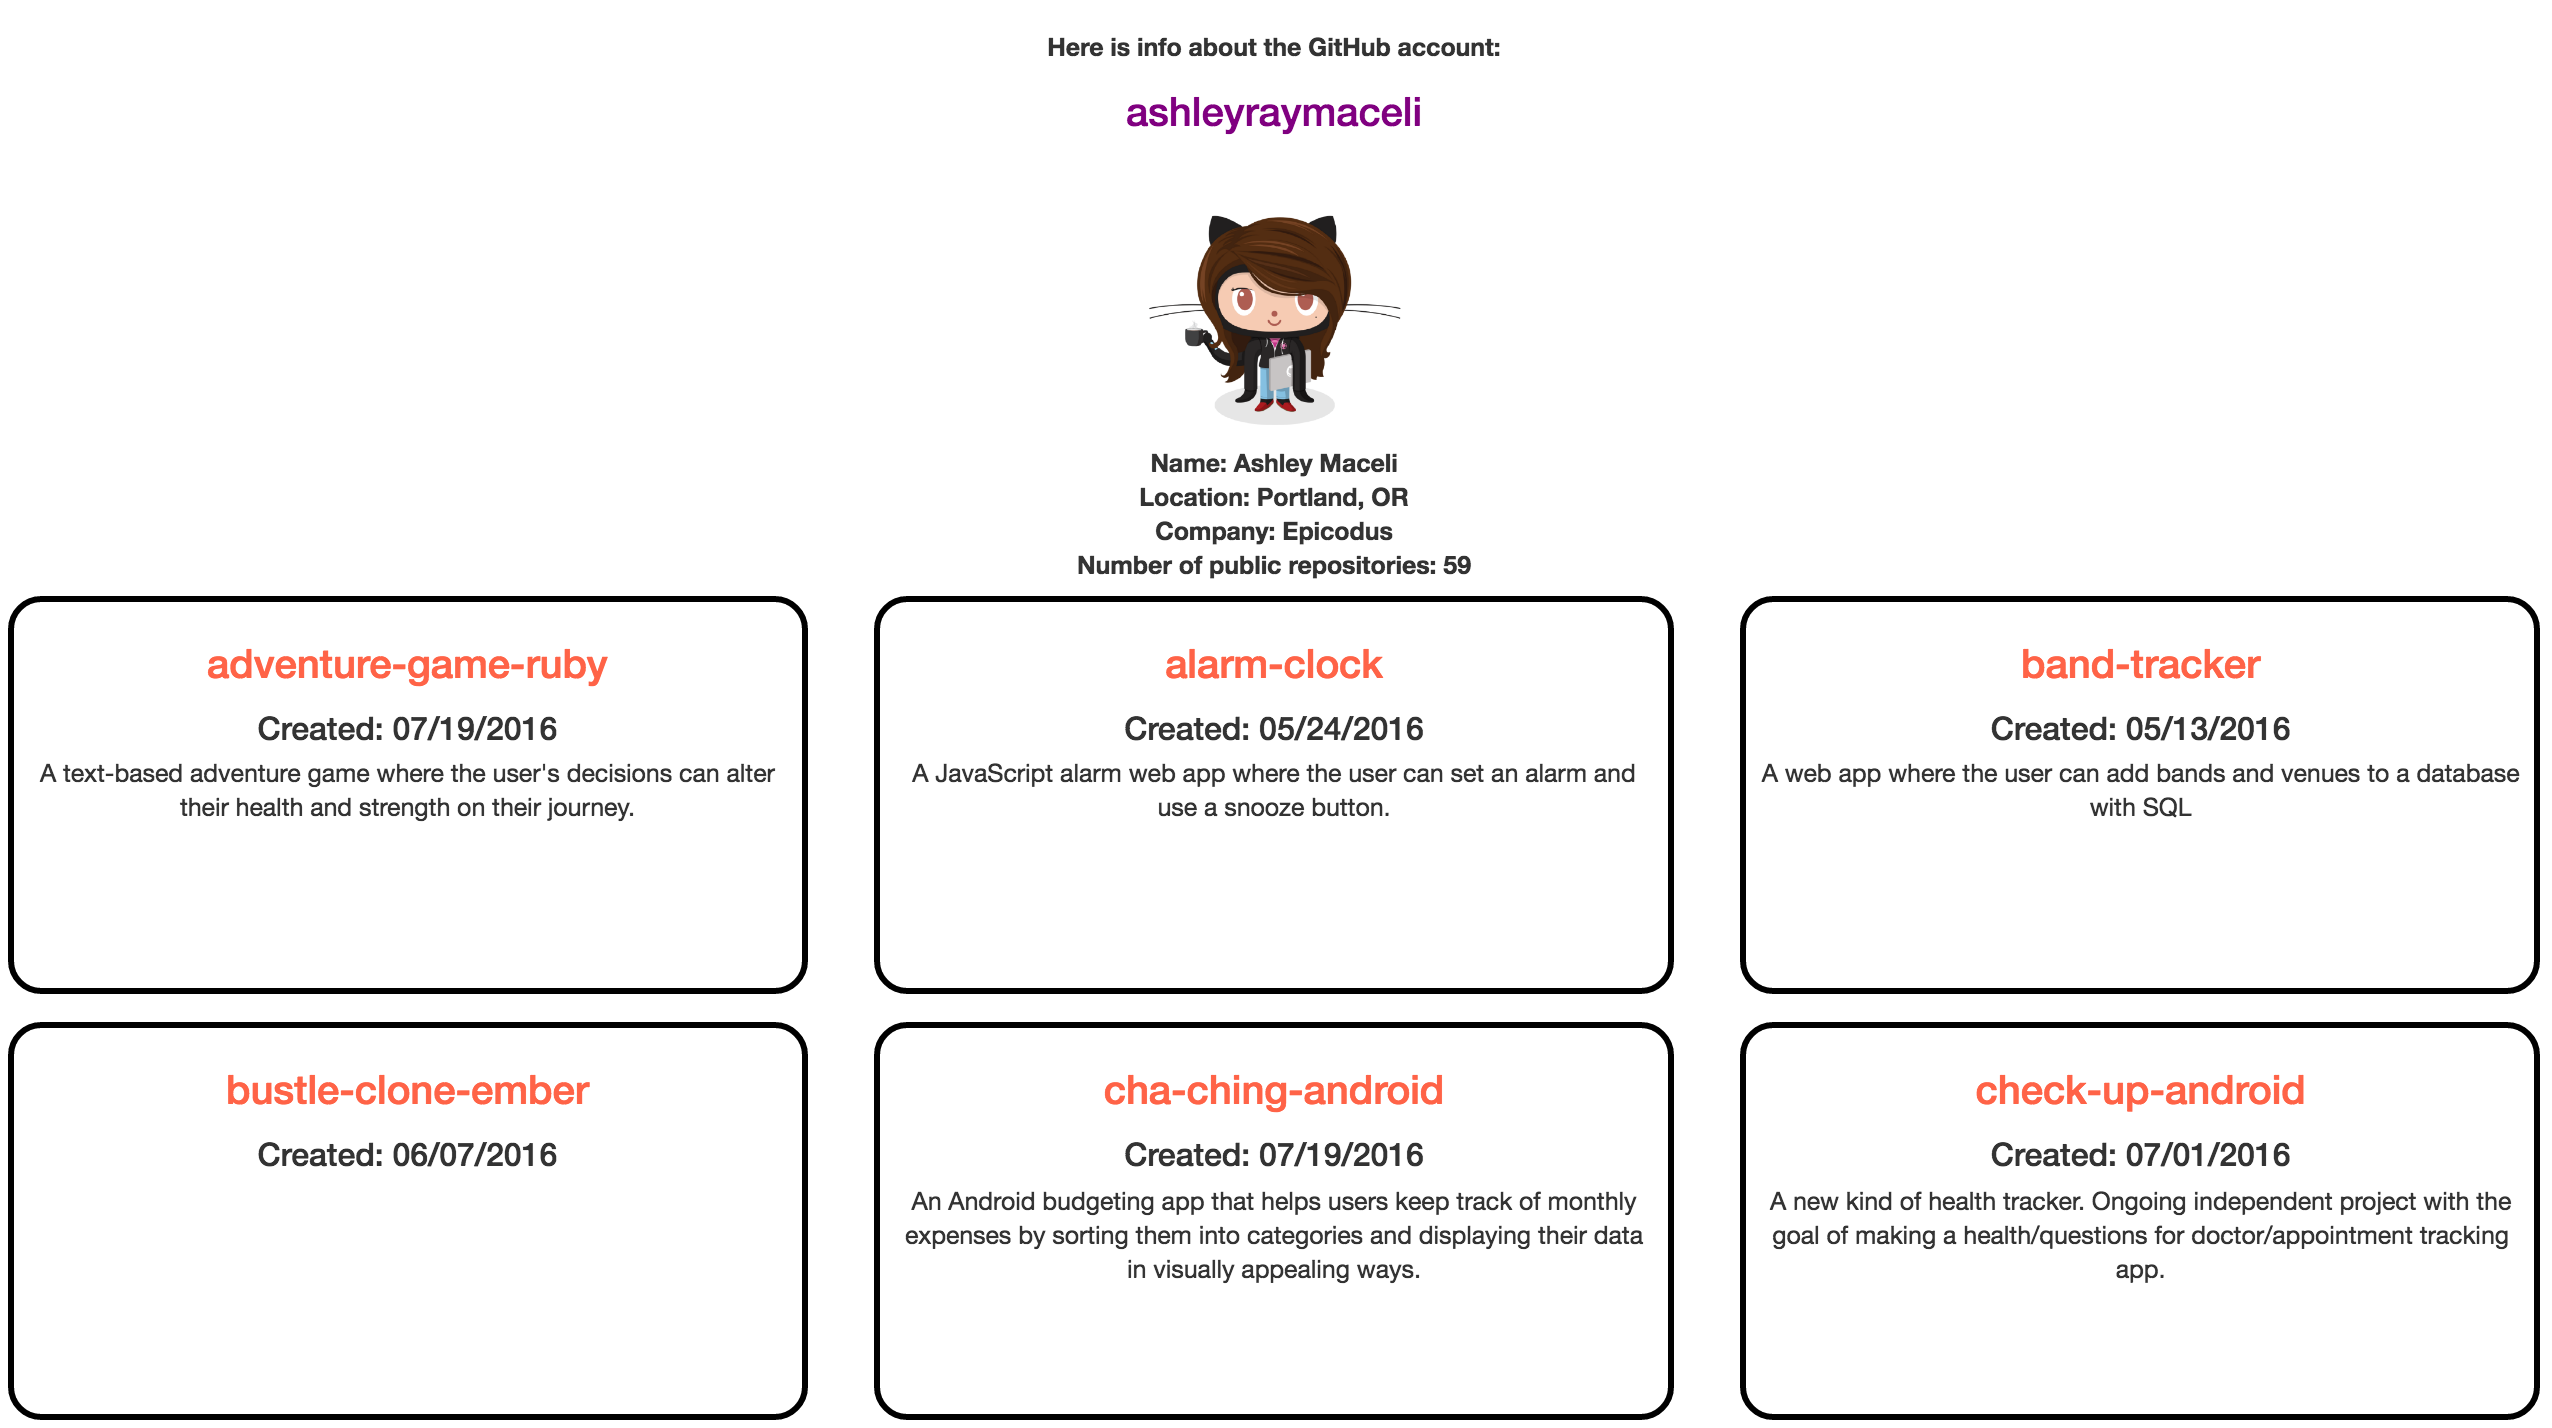 Here is info about the GitHub account:
ashleyraymaceli
Name: Ashley Maceli
Location: Portland, OR
Company: Epicodus
Number of public repositories: 59
adventure-game-ruby
Created: 07/19/2016
A text-based adventure game where the user's decisions can alter
their health and strength on their journey.
alarm-clock
Created: 05/24/2016
A JavaScript alarm web app where the user can set an alarm and
use a snooze button.
band-tracker
Created: 05/13/2016
A web app where the user can add bands and venues to a database
with SQL
bustle-clone-ember
Created: 06/07/2016
cha-ching-android
Created: 07/19/2016
An Android budgeting app that helps users keep track of monthly
expenses by sorting them into categories and displaying their data
in visually appealing ways.
check-up-android
Created: 07/01/2016
A new kind of health tracker. Ongoing independent project with the
goal of making a health/questions for doctor/appointment tracking
app.